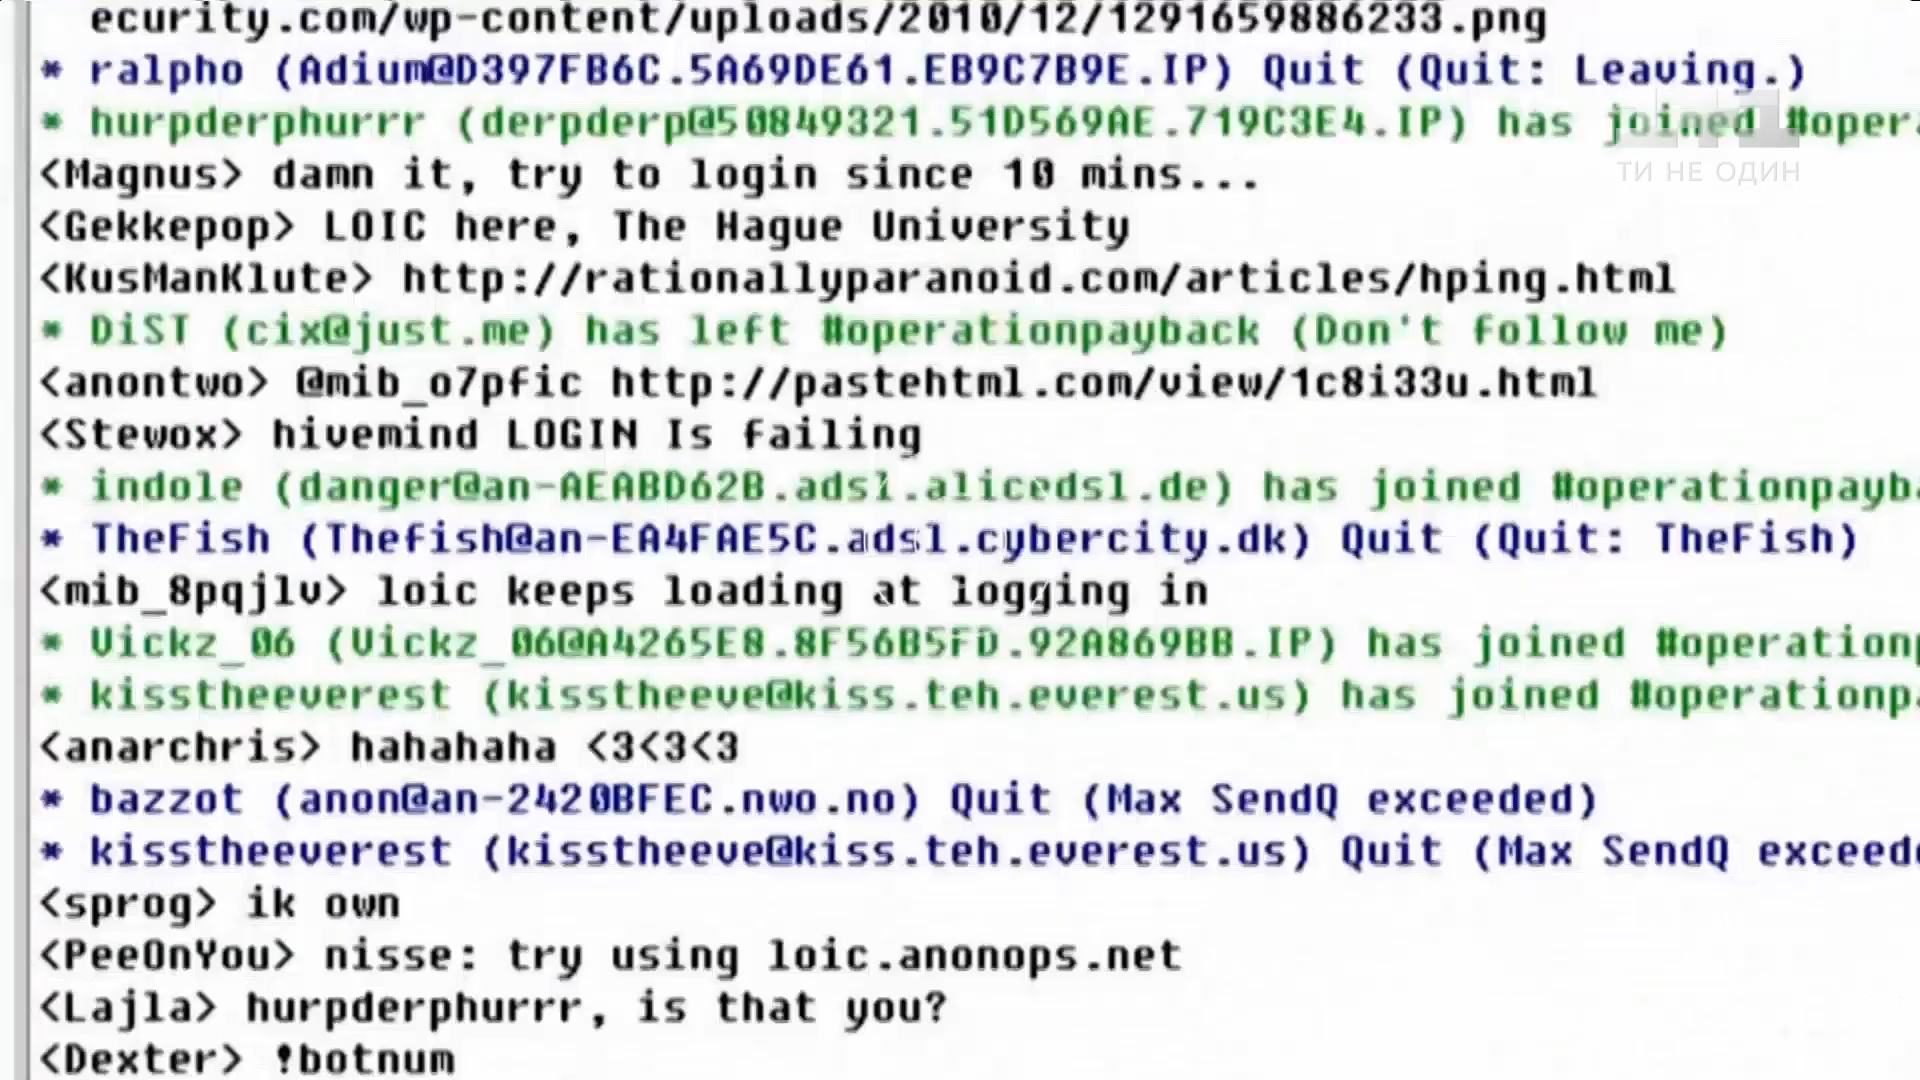 ecurity.com/wp-content/uploads/2010/12/1291659886233.png
* ralpho (Adium@D397FB6C.5A69DE61.EB9C7B9E.IP) Quit (Quit: Leaving.)
* hurpderphurrr (derpderp@50849321.51D569AE.719C3E4.IP) has joined #oper
ТИ НЕ ОДИН
<Magnus> damn it, try to login since 10 mins...
<Gekkepop> LOIC here, The Hague University
<KusManKlute> http://rationallyparanoid.com/articles/hping.html
* DiST (cix@just.me) has left #operationpayback (Don't follow me)
<anontwo> @mib_o7pfic http://pastehtml.com/view/1c8i33u.html
<Stewox> hivemind LOGIN Is failing
* indole (danger@an-AEABD62B.adsl.alicedsl.de) has joined #operationpayb
* TheFish (Thefish@an-EA4FAE5C.adsl.cybercity.dk) Quit (Quit: TheFish)
<mib_8pqjlv> loic keeps loading at logging in
* Vickz_06 (Vickz_06@A4265E8.8F56B5FD.92A869BB.IP) has joined #operationp
* kisstheeverest (kisstheeve@kiss.teh.everest.us) has joined #operationp
<anarchris> hahahaha <3<3<3
* bazzot (anon@an-2420BFEC.nwo.no) Quit (Max SendQ exceeded)
* kisstheeverest (kisstheeve@kiss.teh.everest.us) Quit (Max SendQ exceede
<sprog> ik own
<PeeOnYou> nisse: try using loic.anonops.net
<Lajla> hurpderphurrr, is that you?
<Dexter> !botnum